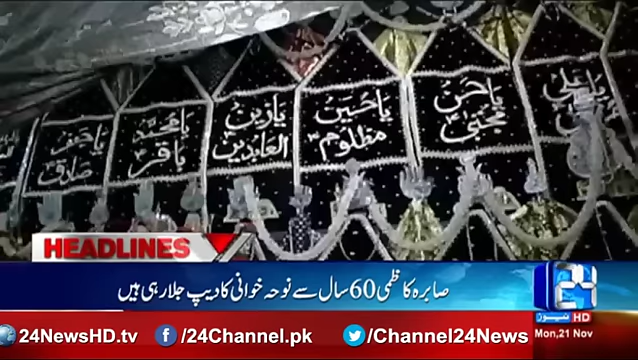 یا علی
یا حسن
مجتبیٰ
یا حسین
مظلوم
یا زین
العابدین
یا محمد
باقر
یا جعفر
صادق
HEADLINES
صابرہ کاظمی 60 سال سے نوحہ خوانی کا دیپ جلا رہی ہیں
24
نیوز HD
24NewsHD.tv
/24Channel.pk
/Channel24News
Mon,21 Nov